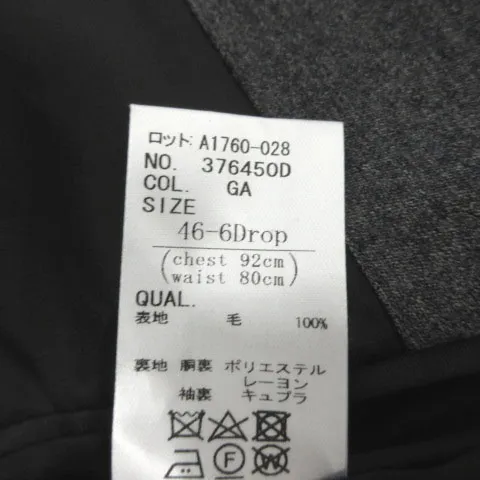 ロット: A1760-028
NO. 376450D
COL. GA
SIZE
46-6Drop
(chest 92cm
waist 80cm)
QUAL.
表地 毛 100%
裏地 胴裏 ポリエステル
レーヨン
袖裏 キュプラ
F
W